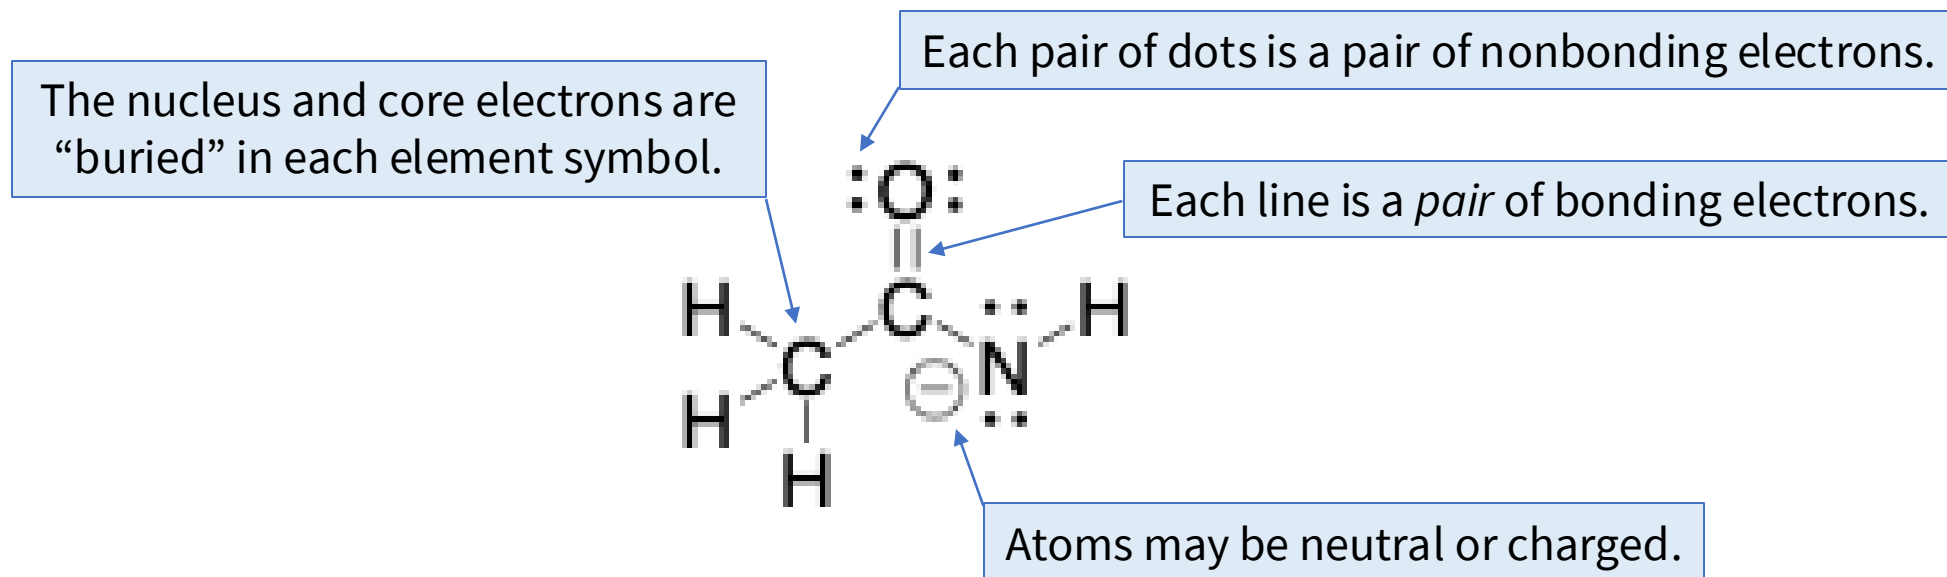 Each pair of dots is a pair of nonbonding electrons.
The nucleus and core electrons are
“buried” in each element symbol.
Each line is a pair of bonding electrons.
:O:
C
H
C
H
N
H
H
Atoms may be neutral or charged.